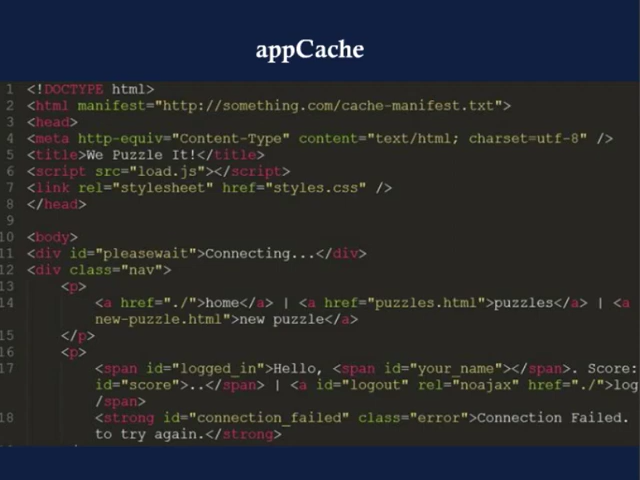 appCache
1 <!DOCTYPE html>
2 <html manifest="http://something.com/cache-manifest.txt">
3 <head>
4 <meta http-equiv="Content-Type" content="text/html; charset=utf-8" />
5 <title>We Puzzle It!</title>
6 <script src="load.js"></script>
7 <link rel="stylesheet" href="styles.css" />
8 </head>
9
10 <body>
11 <div id="pleasewait">Connecting...</div>
12 <div class="nav">
13 <p>
14 <a href="./">home</a> | <a href="puzzles.html">puzzles</a> | <a
new-puzzle.html">new puzzle</a>
15 </p>
16 <p>
17 <span id="logged_in">Hello, <span id="your_name"></span>. Score:
id="score">..</span> | <a id="logout" rel="noajax" href="./">log
/span>
18 <strong id="connection_failed" class="error">Connection Failed.
to try again.</strong>